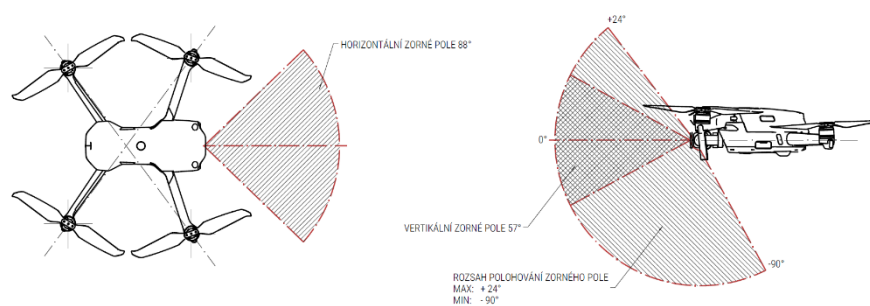 HORIZONTÁLNÍ ZORNÉ POLE 88°
+24°
0°
VERTIKÁLNÍ ZORNÉ POLE 57°
-90°
ROZSAH POLOHOVÁNÍ ZORNÉHO POLE
MAX: + 24°
MIN: - 90°